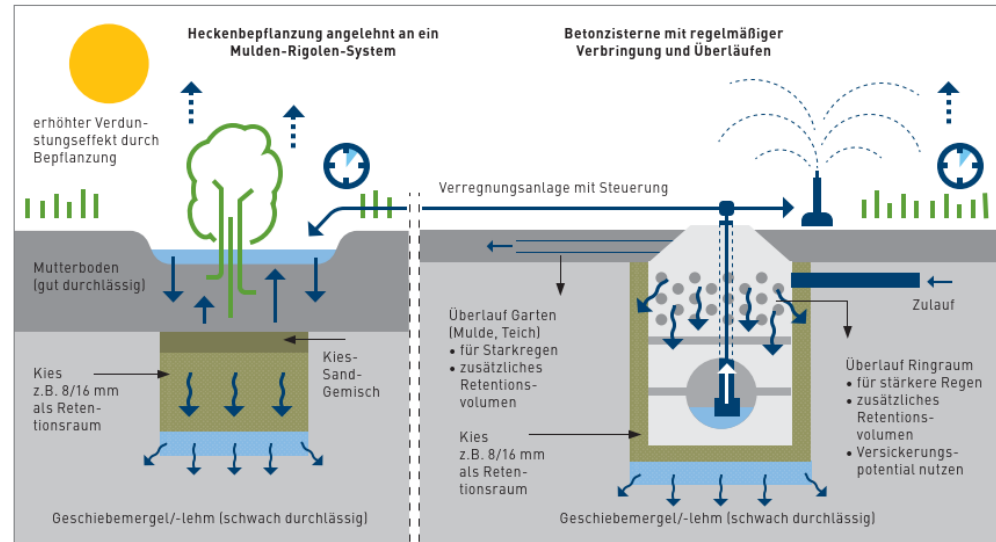 Heckenbepflanzung angelehnt an ein
Mulden-Rigolen-System
Betonzisterne mit regelmäßiger
Verbringung und Überläufen
erhöhter Verdun-
stungseffekt durch
Bepflanzung
Verregnungsanlage mit Steuerung
Mutterboden
(gut durchlässig)
Kies
z.B. 8/16 mm
als Reten-
tionsraum
Kies-
Sand-
Gemisch
Geschiebemergel/-lehm (schwach durchlässig)
Überlauf Garten
(Mulde, Teich)
• für Starkregen
• zusätzliches
Retentions-
volumen
Kies
z.B. 8/16 mm
als Reten-
tionsraum
Zulauf
Überlauf Ringraum
• für stärkere Regen
• zusätzliches
Retentions-
volumen
• Versickerungs-
potential nutzen
Geschiebemergel/-lehm (schwach durchlässig)